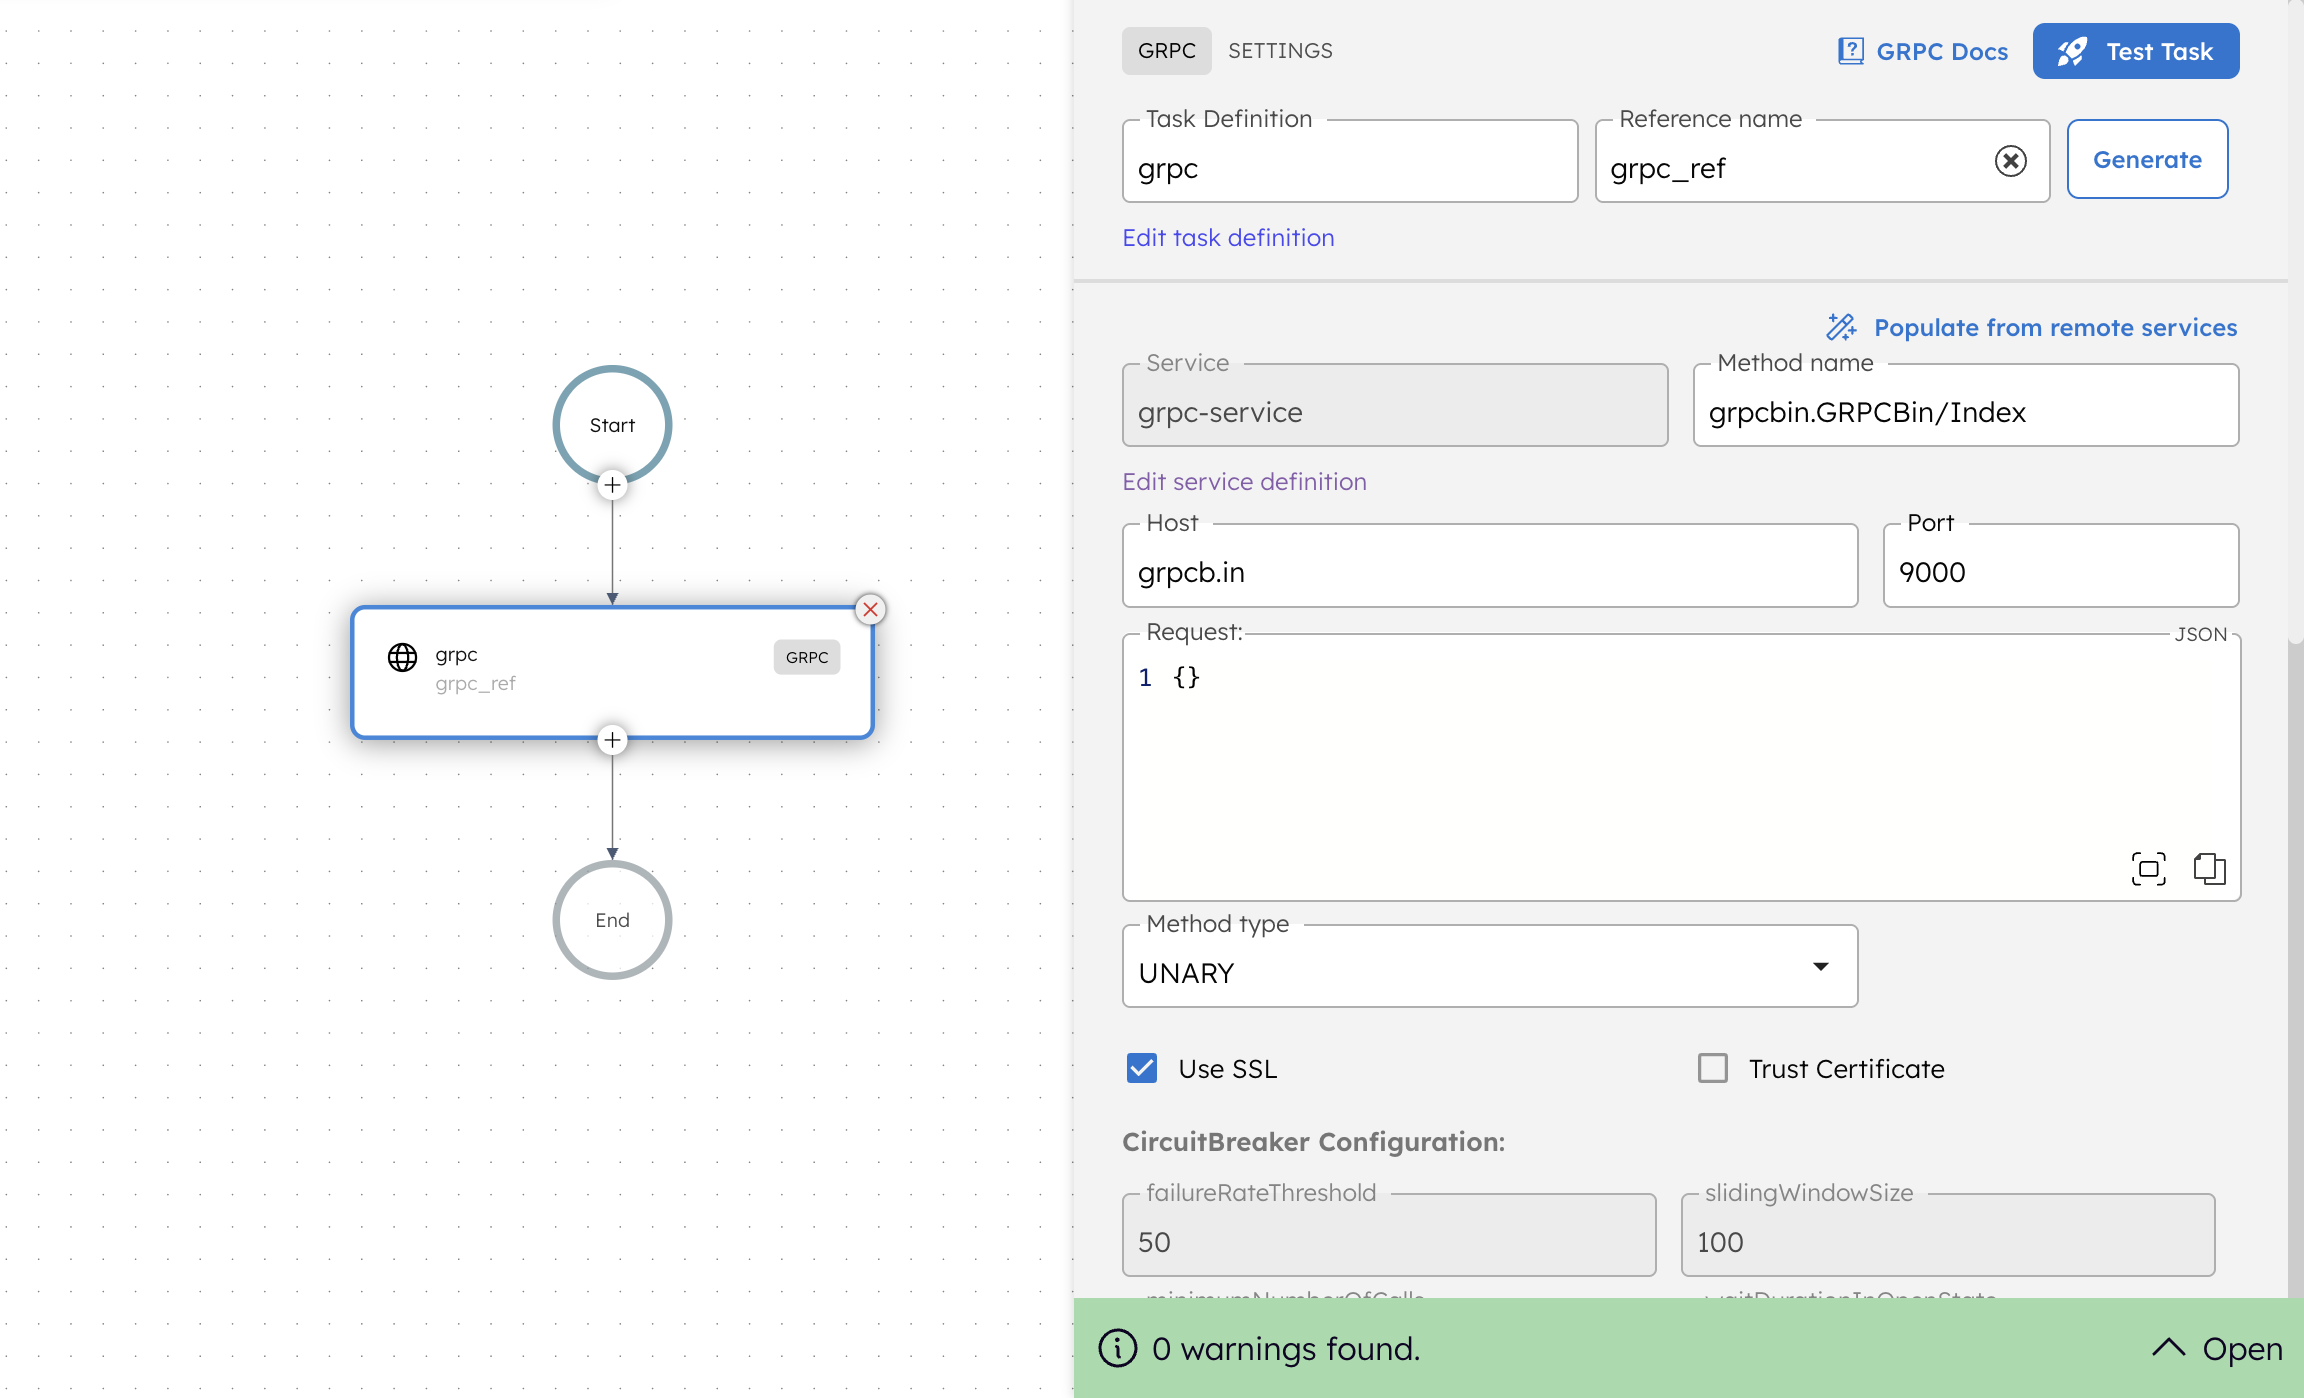 Start
grpc
grpc_ref
GRPC
End
GRPC SETTINGS
GRPC Docs
Test Task
Task Definition
grpc
Reference name
grpc_ref
Generate
Edit task definition
Populate from remote services
Service
grpc-service
Method name
grpcbin.GRPCBin/Index
Edit service definition
Host
grpcb.in
Port
9000
Request:
JSON
1 {}
Method type
UNARY
Use SSL
Trust Certificate
CircuitBreaker Configuration:
failureRateThreshold
50
slidingWindowSize
100
minimumNumberOfCalls
waitDurationInOpenState
0 warnings found.
Open